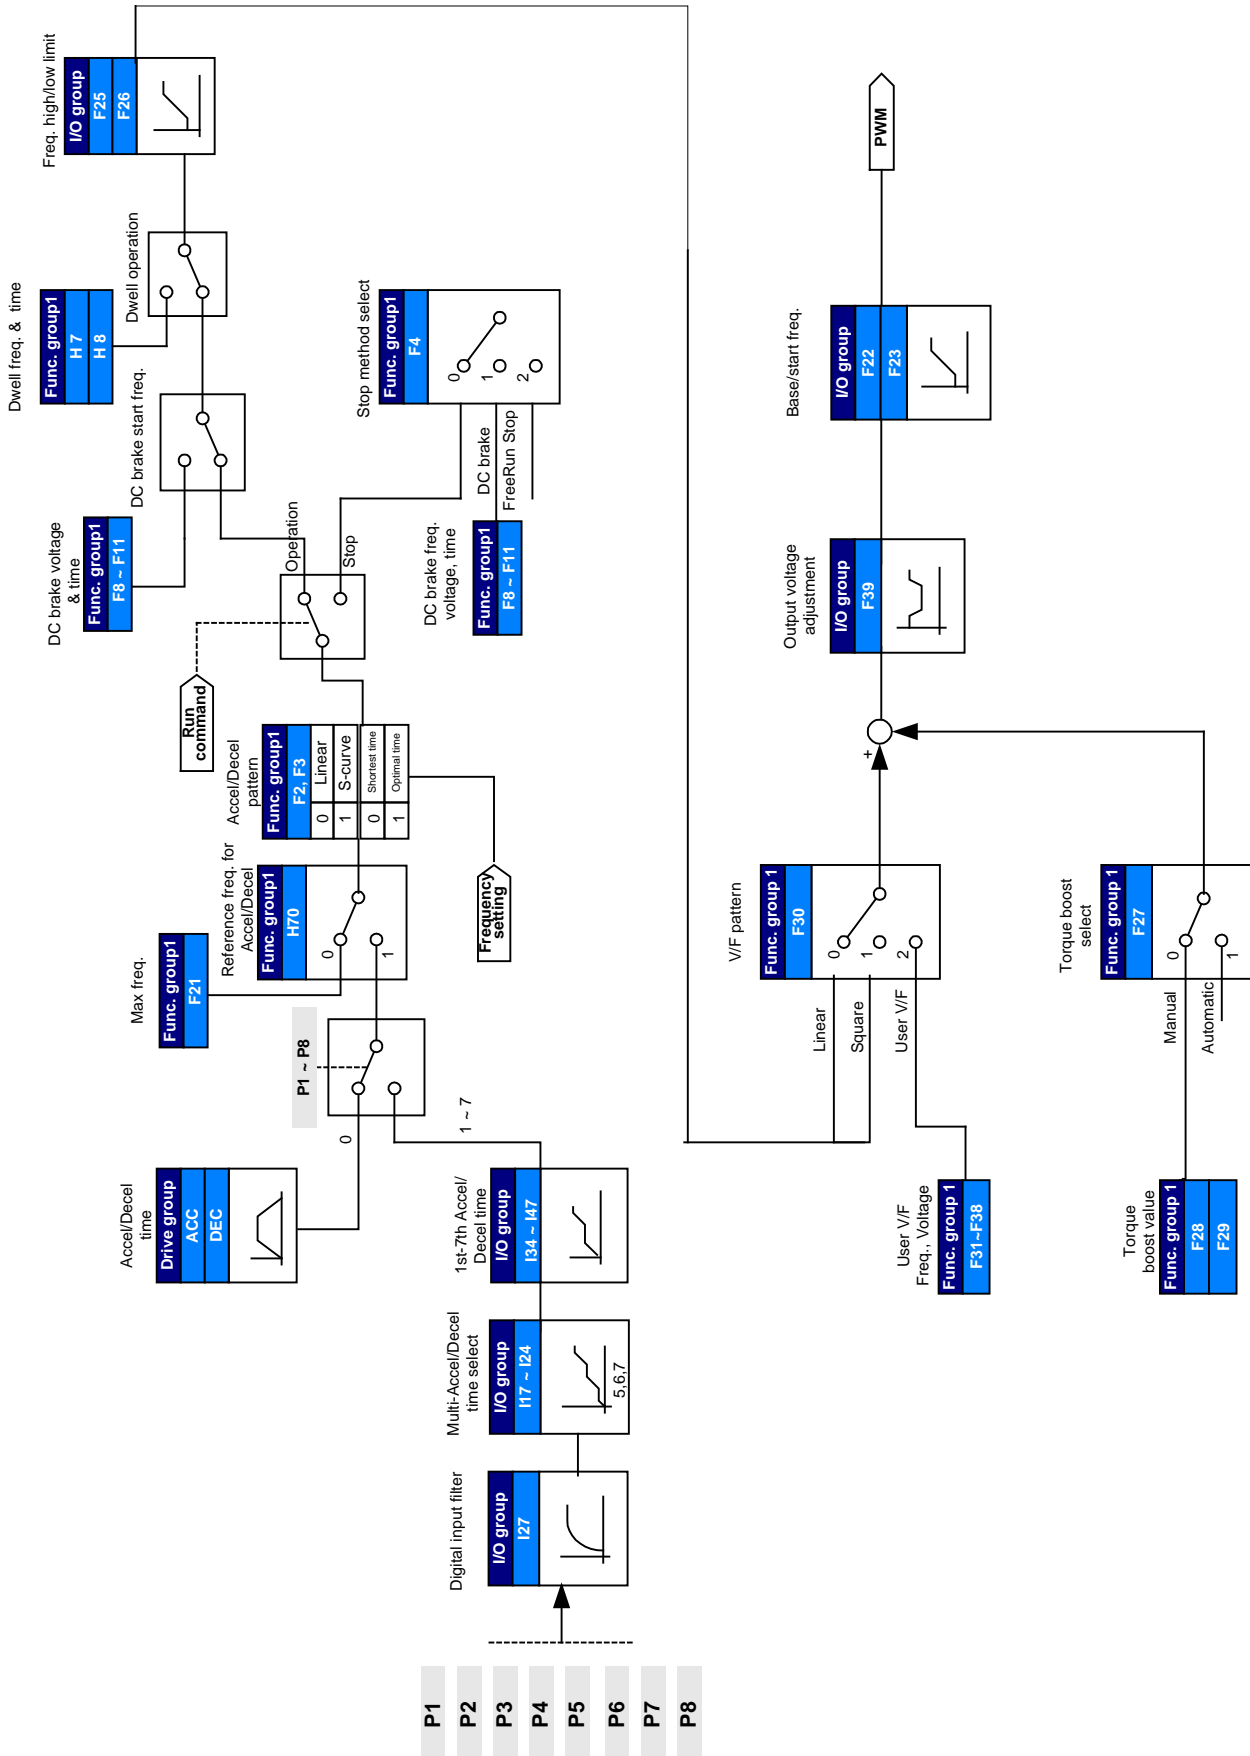 P1
P2
P3
P4
P5
P6
P7
P8
Digital input filter
I/O group
I27
Multi-Accel/Decel
time select
I/O group
I17 ~ I24
5,6,7
1st-7th Accel/
Decel time
I/O group
I34 ~ I47
Accel/Decel
time
Drive group
ACC
DEC
0
1 ~ 7
P1 ~ P8
Max freq.
Func. group1
F21
Reference freq. for
Accel/Decel
Func. group1
H70
0
1
Frequency
setting
Accel/Decel
pattern
Func. group1
F2, F3
0
Linear
1
S-curve
0
Shortest time
1
Optimal time
Run
command
Operation
Stop
DC brake voltage
& time
Func. group1
F8 ~ F11
DC brake freq.
voltage, time
Func. group1
F8 ~ F11
DC brake start freq.
DC brake
FreeRun Stop
Stop method select
Func. group1
F4
0
1
2
Dwell freq. & time
Func. group1
H 7
H 8
Dwell operation
Freq. high/low limit
I/O group
F25
F26
User V/F
Freq., Voltage
Func. group 1
F31~F38
Linear
Square
User V/F
V/F pattern
Func. group 1
F30
0
1
2
Torque
boost value
Func. group 1
F28
F29
Manual
Automatic
Torque boost
select
Func. group 1
F27
0
1
+
Output voltage
adjustment
I/O group
F39
Base/start freq.
I/O group
F22
F23
PWM